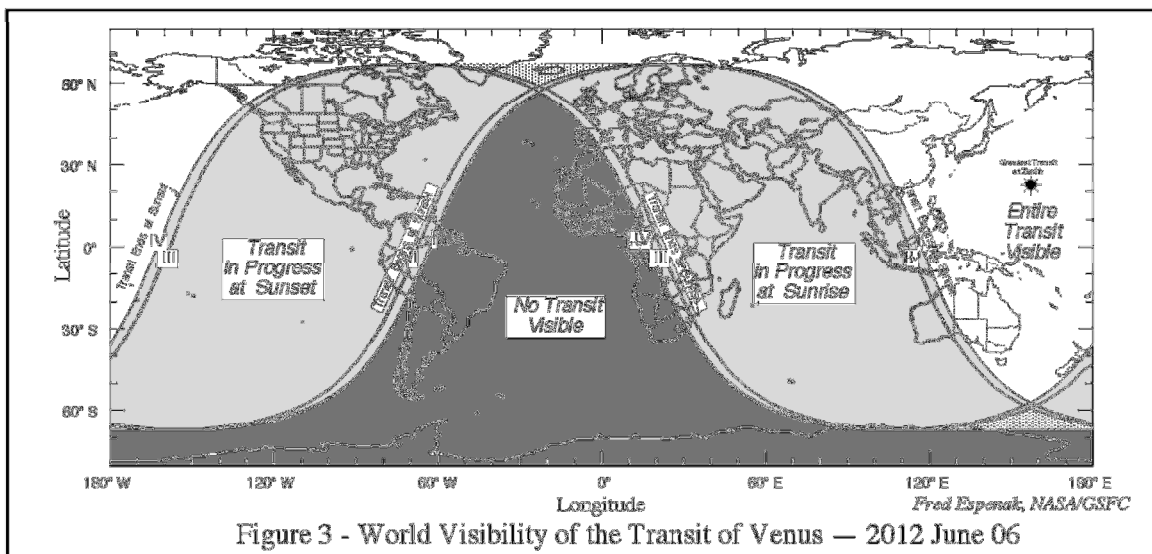 60° N
30° N
0°
30° S
60° S
Latitude
Transit Ends at Sunset
IV
III
Transit
in Progress
at Sunset
No Transit
Visible
IV
III
Transit
in Progress
at Sunrise
Greatest Transit
at Zenith
Entire
Transit
Visible
180° W
120° W
60° W
0°
60° E
120° E
180° E
Longitude
Fred Espenak, NASA/GSFC
Figure 3 - World Visibility of the Transit of Venus — 2012 June 06